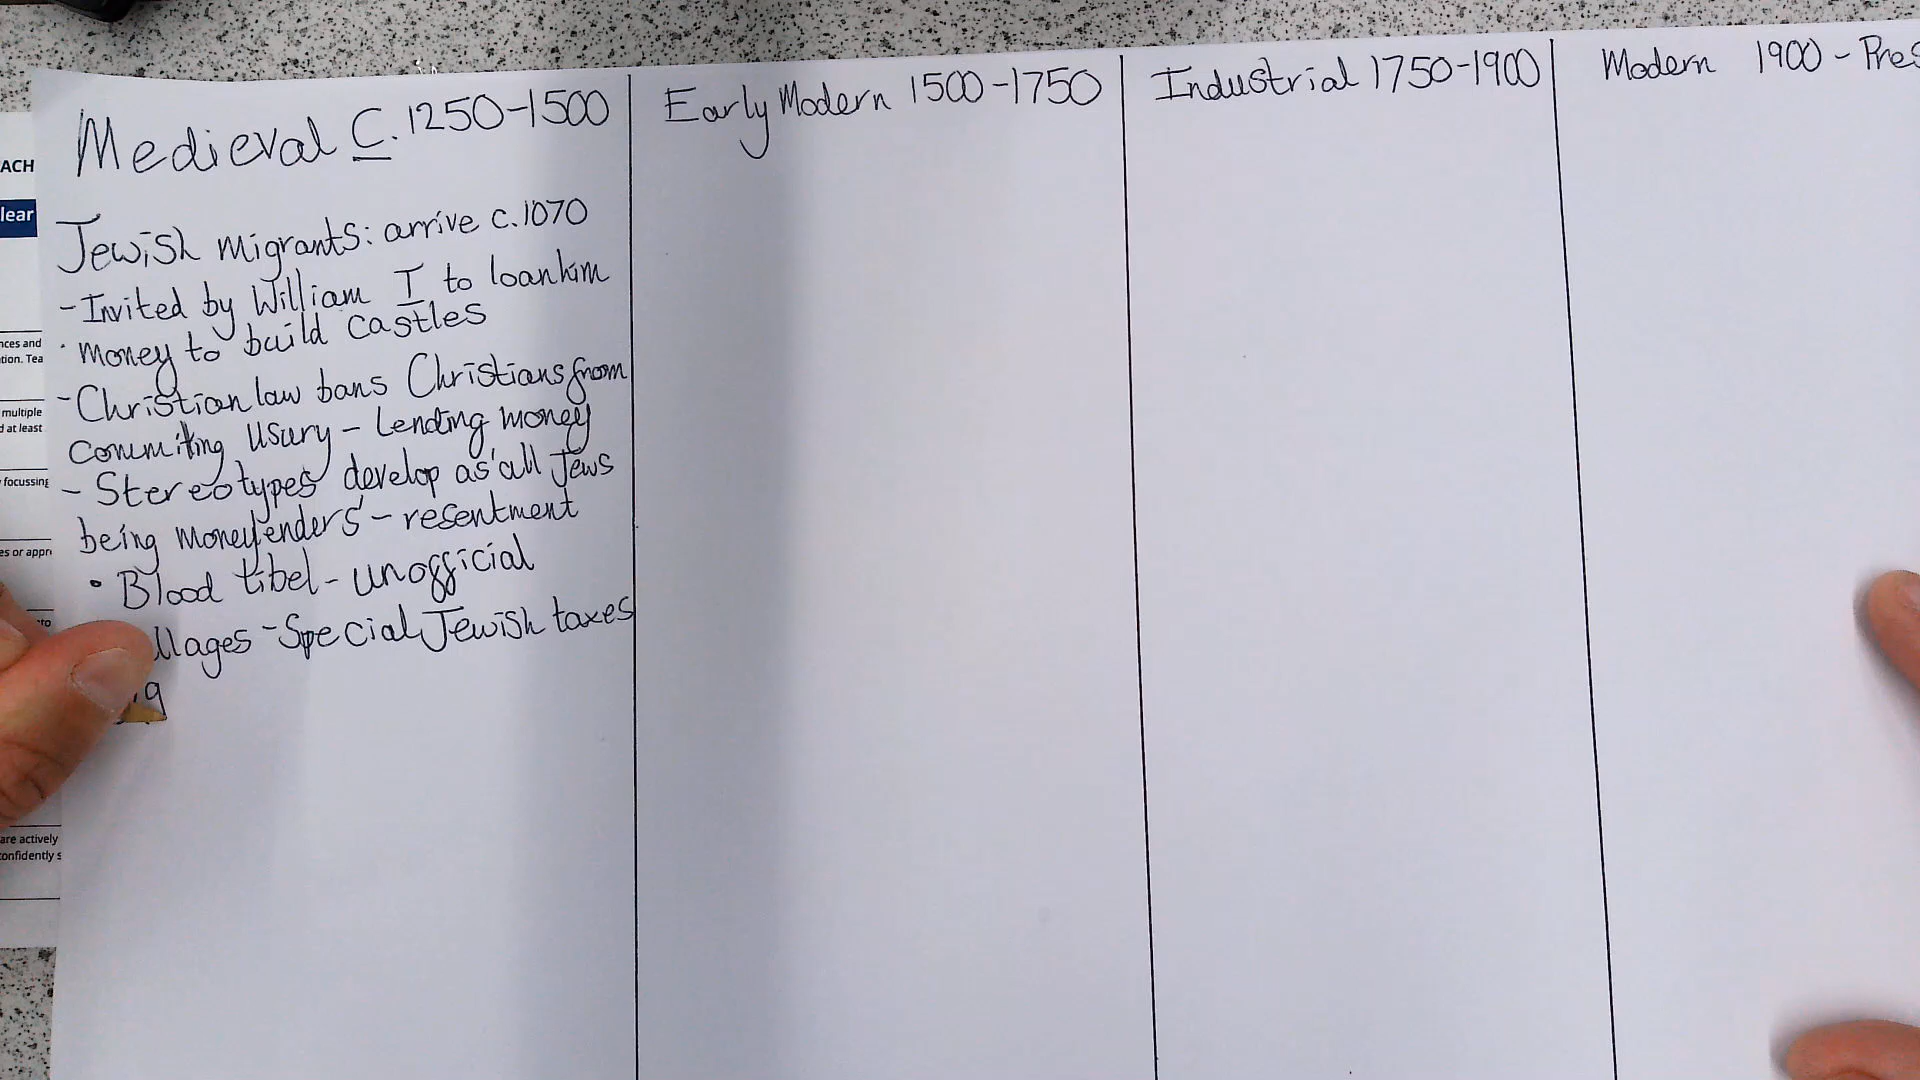 Medieval C. 1250-1500
Early Modern 1500-1750
Industrial 1750-1900
Modern 1900-Pres
Jewish migrants: arrive c.1070
- Invited by William I to loan him
· money to build castles
- Christian law bans Christians from
commiting usury - lending money
- Stereotypes develop as 'all Jews
being moneylenders' - resentment
• Blood libel - unofficial
llages - Special Jewish taxes
ACH
lear
nces and
tion. Tea
multiple
d at least
focussing
es or appr
are actively
confidently s